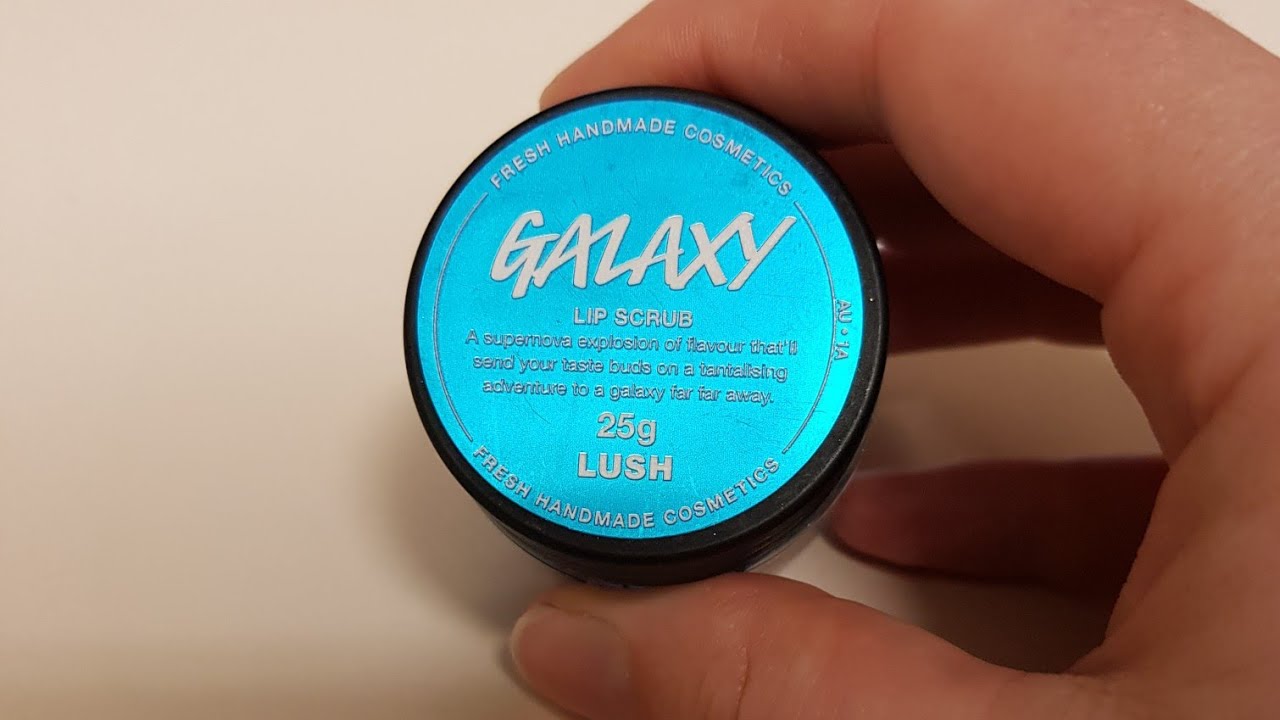 FRESH HANDMADE COSMETICS
GALAXY
LIP SCRUB
A supernova explosion of flavour that'll
send your taste buds on a tantalising
adventure to a galaxy far far away.
25g
LUSH
FRESH HANDMADE COSMETICS
AU • 1A